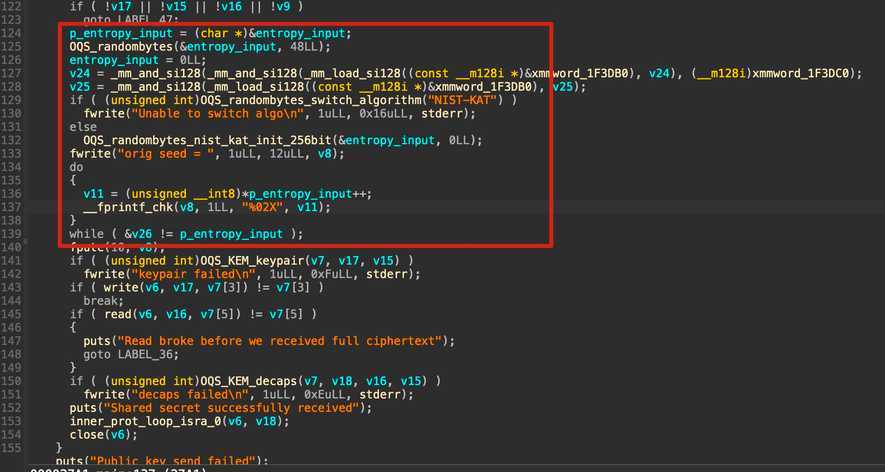 122 if ( !v17 || !v15 || !v16 || !v9 )
123 goto LABEL_47;
124 p_entropy_input = (char *)&entropy_input;
125 OQS_randombytes(&entropy_input, 48LL);
126 entropy_input = 0LL;
127 v24 = _mm_and_si128(_mm_and_si128(_mm_load_si128((const __m128i *)&xmmword_1F3DB0), v24), (__m128i)xmmword_1F3DC0);
128 v25 = _mm_and_si128(_mm_load_si128((const __m128i *)&xmmword_1F3DB0), v25);
129 if ( (unsigned int)OQS_randombytes_switch_algorithm("NIST-KAT") )
130 fwrite("Unable to switch algo\n", 1uLL, 0x16uLL, stderr);
131 else
132 OQS_randombytes_nist_kat_init_256bit(&entropy_input, 0LL);
133 fwrite("orig seed = ", 1uLL, 12uLL, v8);
134 do
135 {
136 v11 = (unsigned __int8)*p_entropy_input++;
137 __fprintf_chk(v8, 1LL, "%02X", v11);
138 }
139 while ( &v26 != p_entropy_input );
140 fputc(10, v8);
141 if ( (unsigned int)OQS_KEM_keypair(v7, v17, v15) )
142 fwrite("keypair failed\n", 1uLL, 0xFuLL, stderr);
143 if ( write(v6, v17, v7[3]) != v7[3] )
144 break;
145 if ( read(v6, v16, v7[5]) != v7[5] )
146 {
147 puts("Read broke before we received full ciphertext");
148 goto LABEL_36;
149 }
150 if ( (unsigned int)OQS_KEM_decaps(v7, v18, v16, v15) )
151 fwrite("decaps failed\n", 1uLL, 0xEuLL, stderr);
152 puts("Shared secret successfully received");
153 inner_prot_loop_isra_0(v6, v18);
154 close(v6);
155 }
puts("Public key send failed");